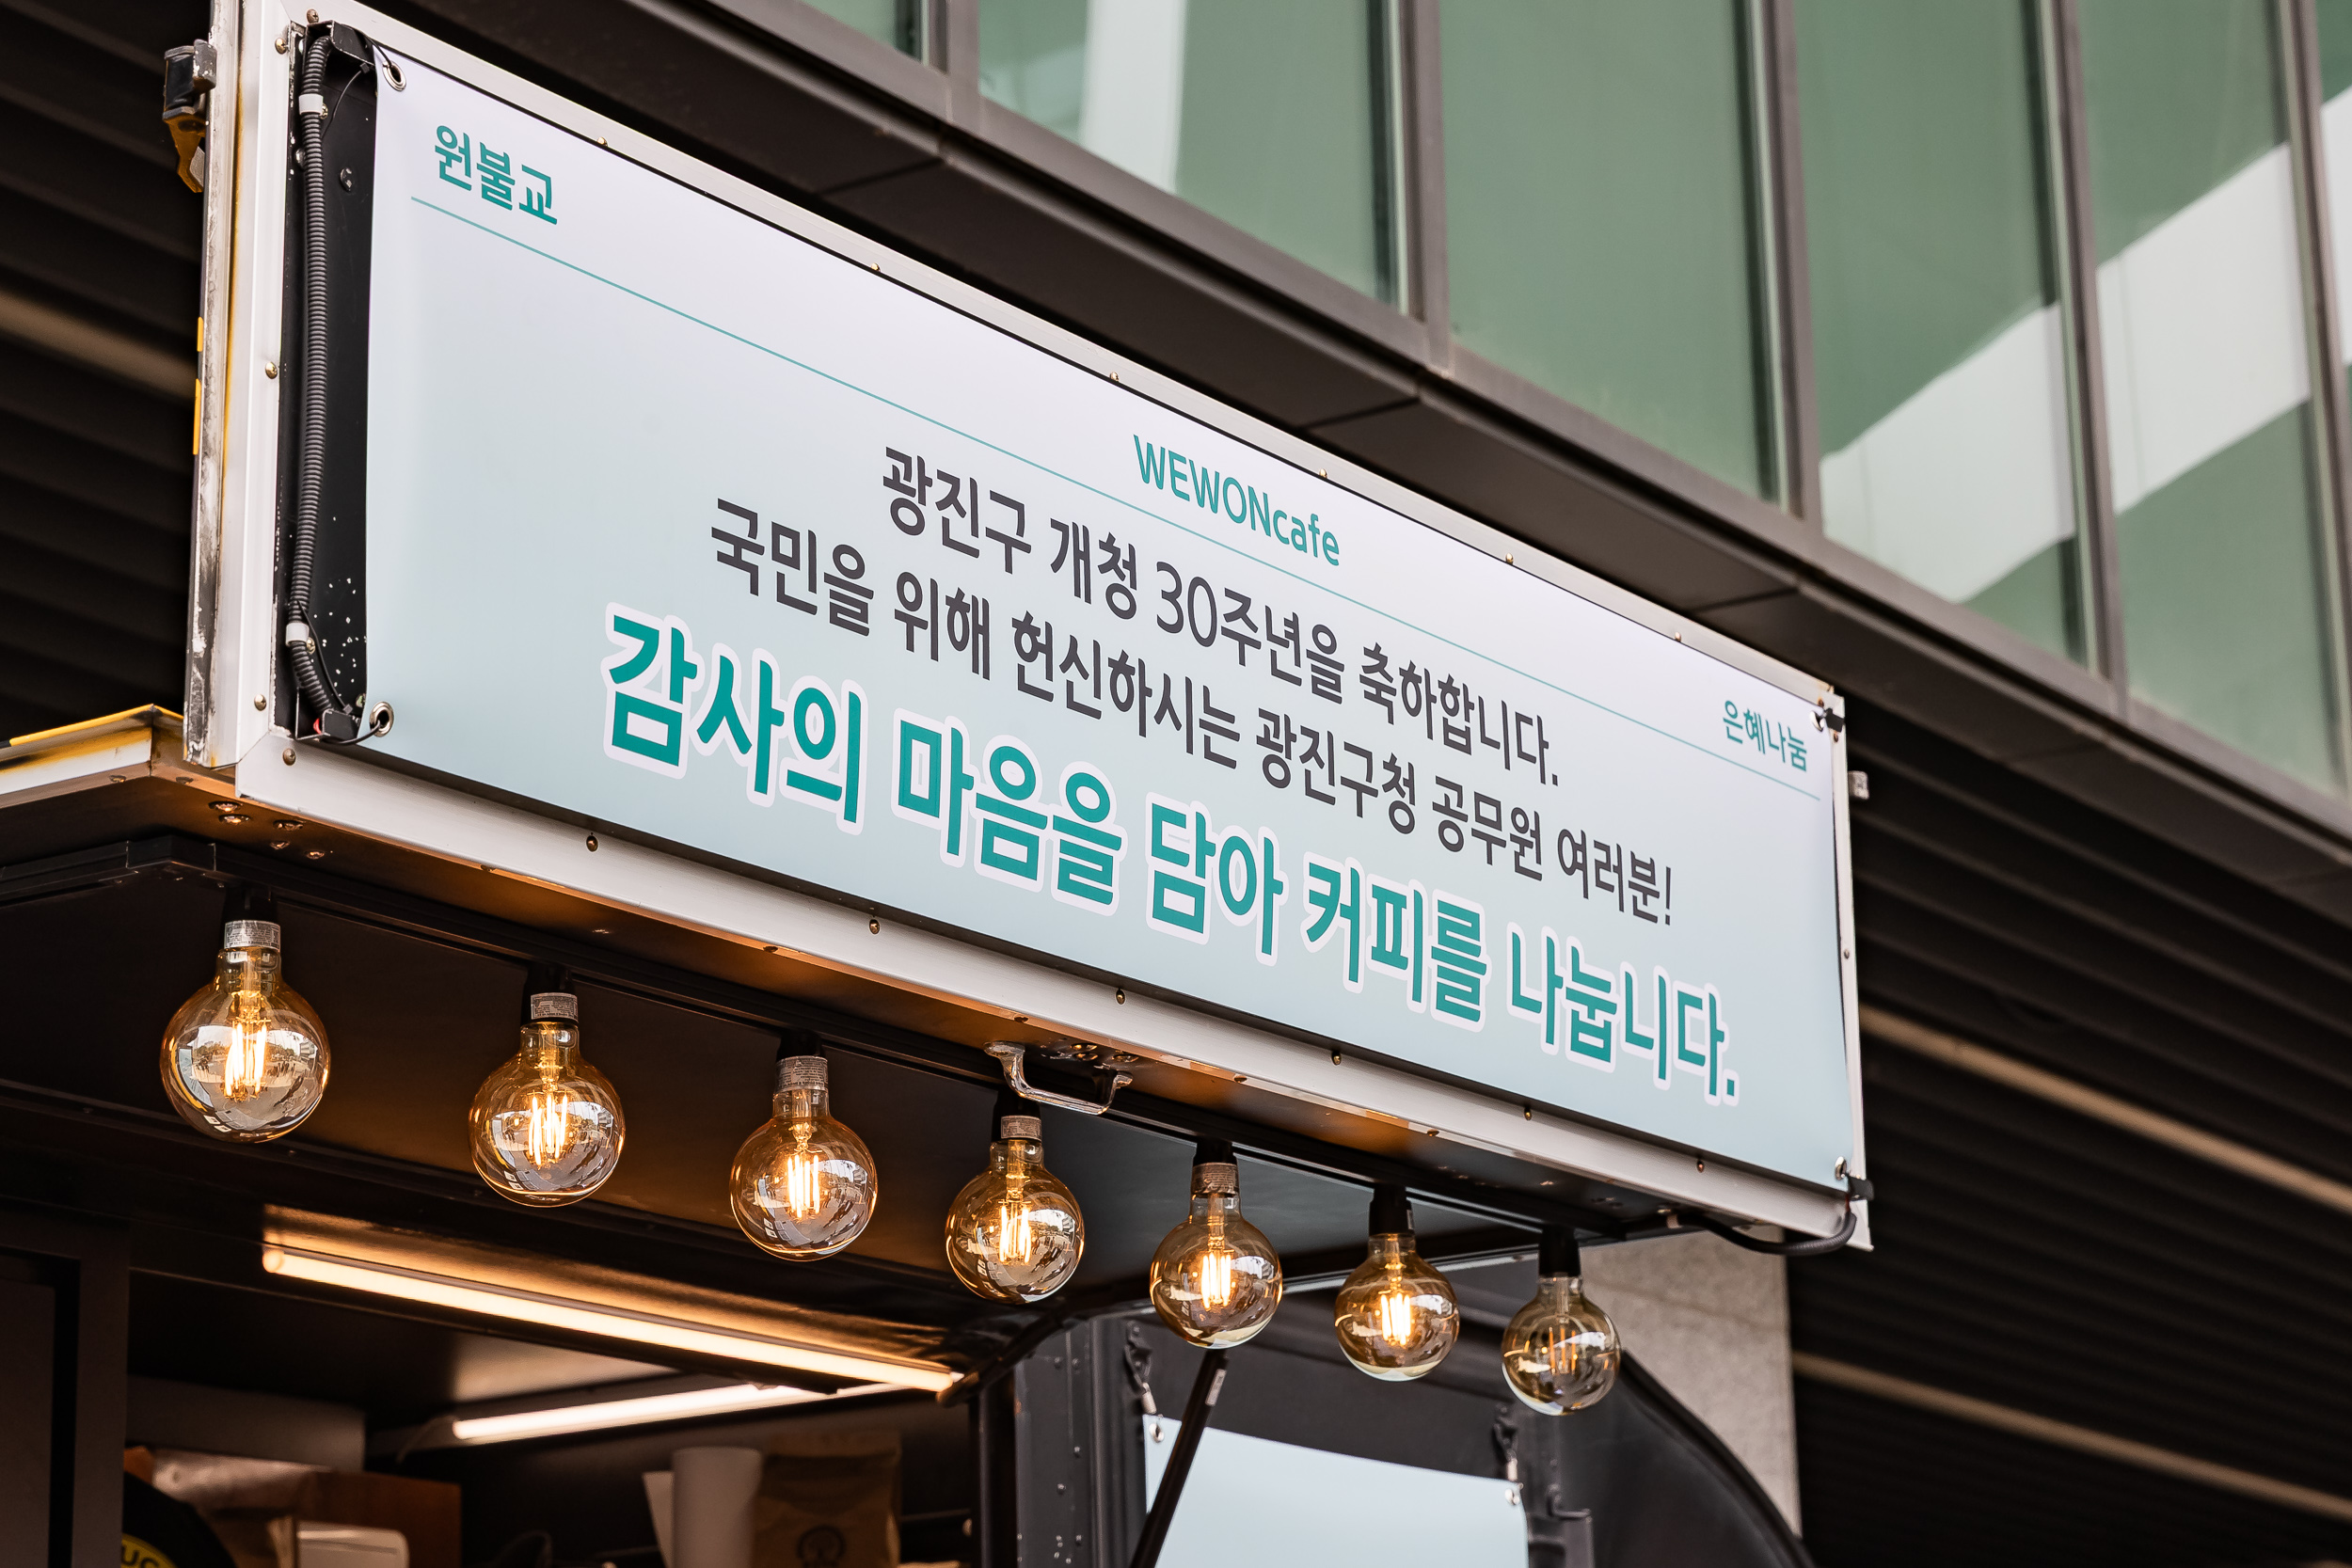 원불교
WEWONcafe
은혜나눔
광진구 개청 30주년을 축하합니다.
국민을 위해 헌신하시는 광진구청 공무원 여러분!
감사의 마음을 담아 커피를 나눕니다.